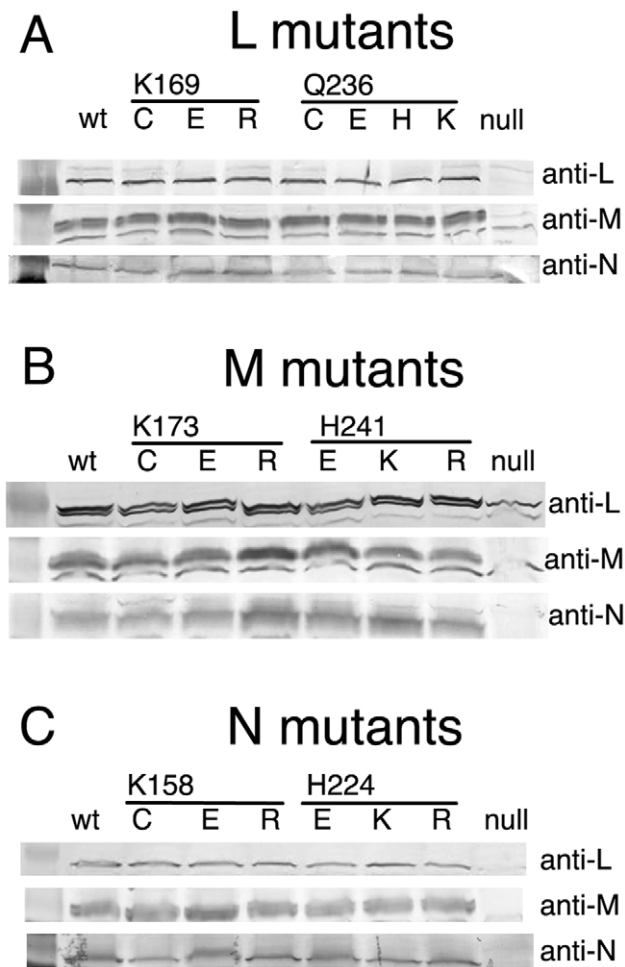 A L mutants
K169 Q236
wt C E R C E H K null
anti-L
anti-M
anti-N
B M mutants
K173 H241
wt C E R E K R null
anti-L
anti-M
anti-N
C N mutants
K158 H224
wt C E R E K R null
anti-L
anti-M
anti-N